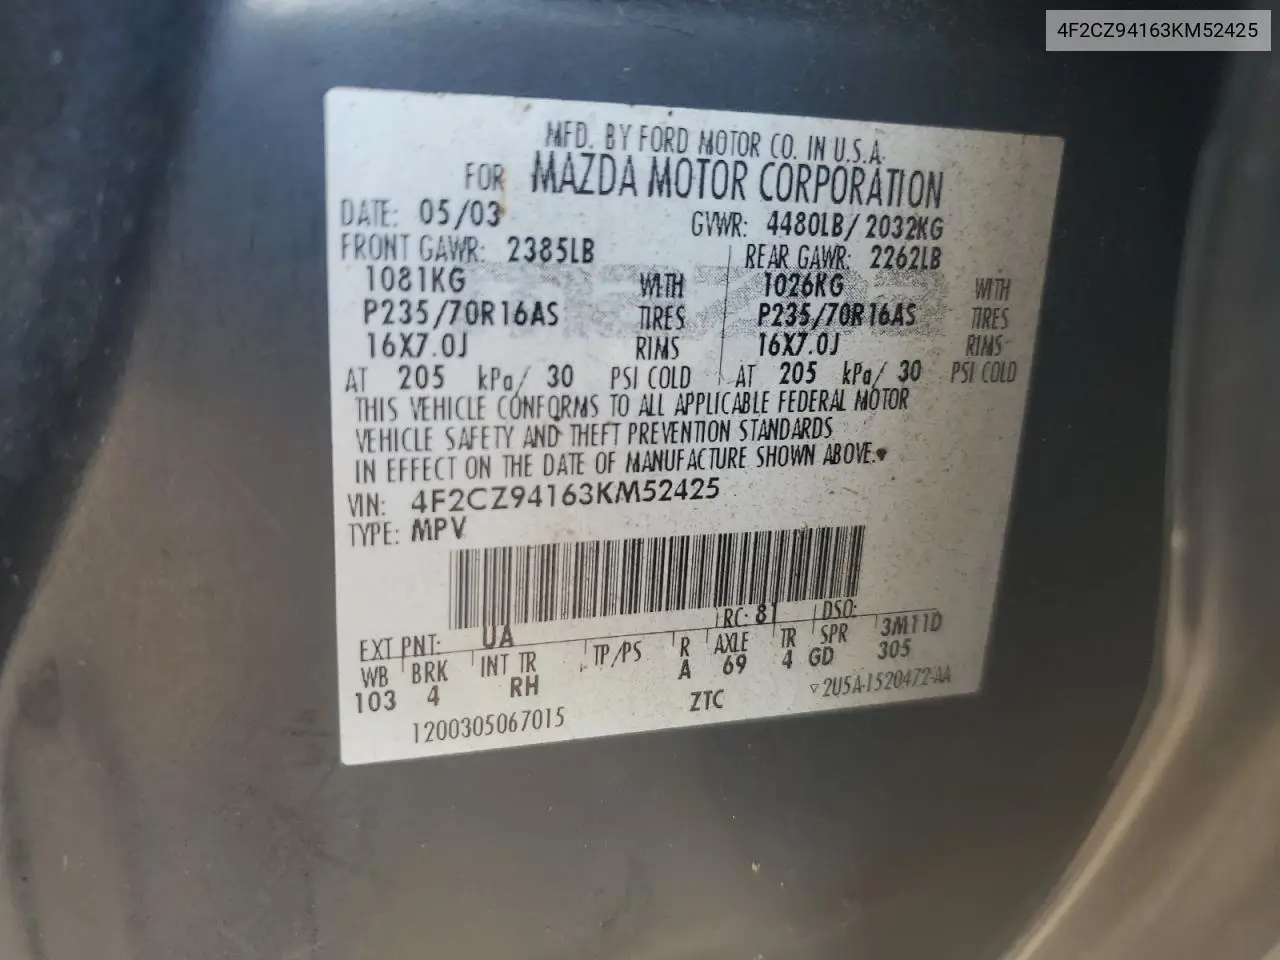 4F2CZ94163KM52425
MFD. BY FORD MOTOR CO. IN U.S.A.
FOR MAZDA MOTOR CORPORATION
DATE: 05/03 GVWR: 4480LB/ 2032KG
FRONT GAWR: 2385LB REAR GAWR: 2262LB
1081KG WITH 1026KG WITH
P235/70R16AS TIRES P235/70R16AS TIRES
16X7.0J RIMS 16X7.0J RIMS
AT 205 kPa/ 30 PSI COLD AT 205 kPa/ 30 PSI COLD
THIS VEHICLE CONFORMS TO ALL APPLICABLE FEDERAL MOTOR
VEHICLE SAFETY AND THEFT PREVENTION STANDARDS
IN EFFECT ON THE DATE OF MANUFACTURE SHOWN ABOVE.
VIN: 4F2CZ94163KM52425
TYPE: MPV
EXT PNT: UA RC: 81 DSO:
WB BRK INT TR TP/PS R AXLE TR SPR 3M11D
103 4 RH A 69 4 GD 305
1200305067015 ZTC ▽2U5A-1520472-AA